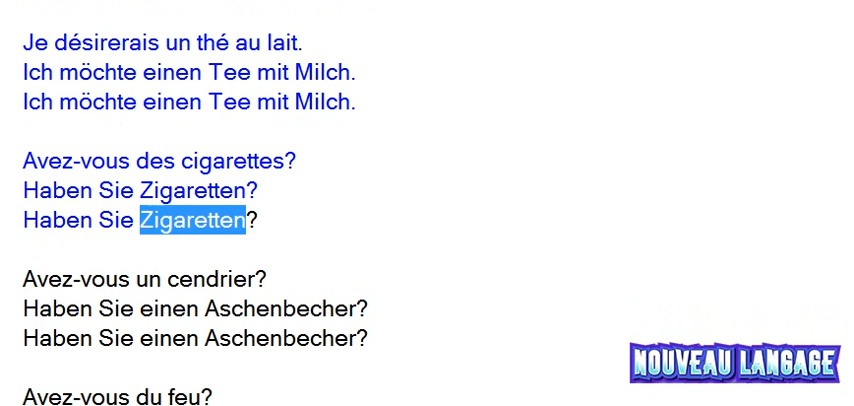 Je désirerais un thé au lait.
Ich möchte einen Tee mit Milch.
Ich möchte einen Tee mit Milch.
Avez-vous des cigarettes?
Haben Sie Zigaretten?
Haben Sie Zigaretten?
Avez-vous un cendrier?
Haben Sie einen Aschenbecher?
Haben Sie einen Aschenbecher?
NOUVEAU LANGAGE
Avez-vous du feu?